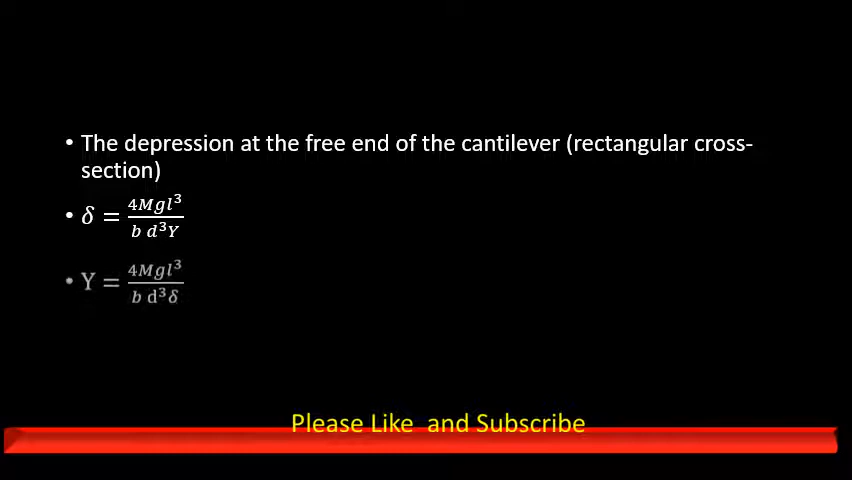 • The depression at the free end of the cantilever (rectangular cross-
section)
• δ = 4Mgl³ / b d³Y
• Y = 4Mgl³ / b d³δ
Please Like and Subscribe